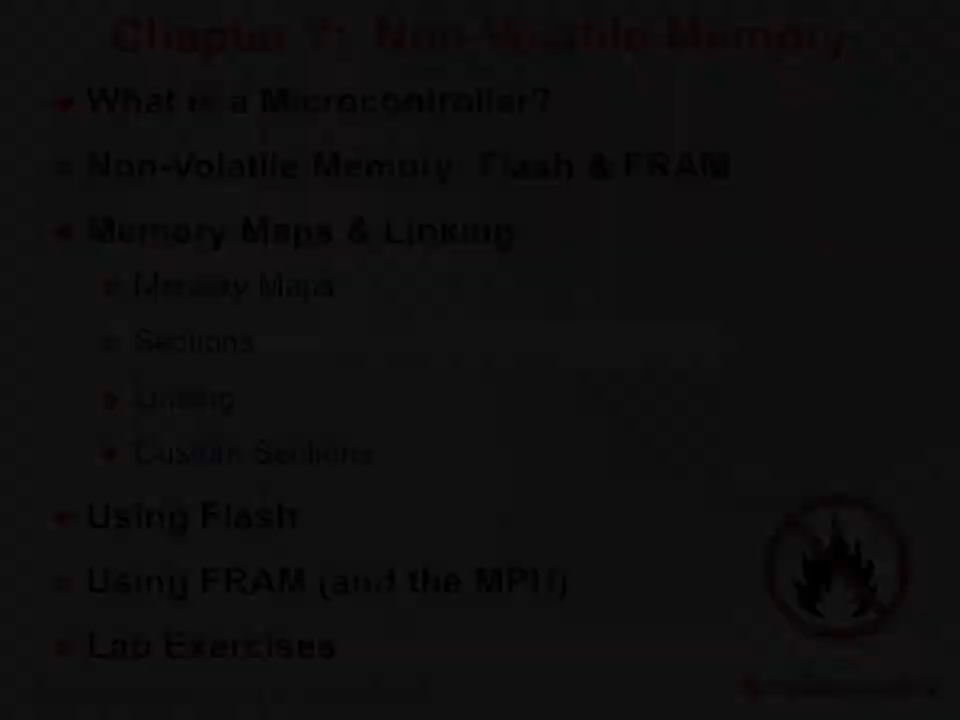 Chapter 7: Non-Volatile Memory
What is a Microcontroller?
Non-Volatile Memory: Flash & FRAM
Memory Maps & Linking
Memory Maps
Sections
Linking
Custom Sections
Using Flash
Using FRAM (and the MPU)
Lab Exercises